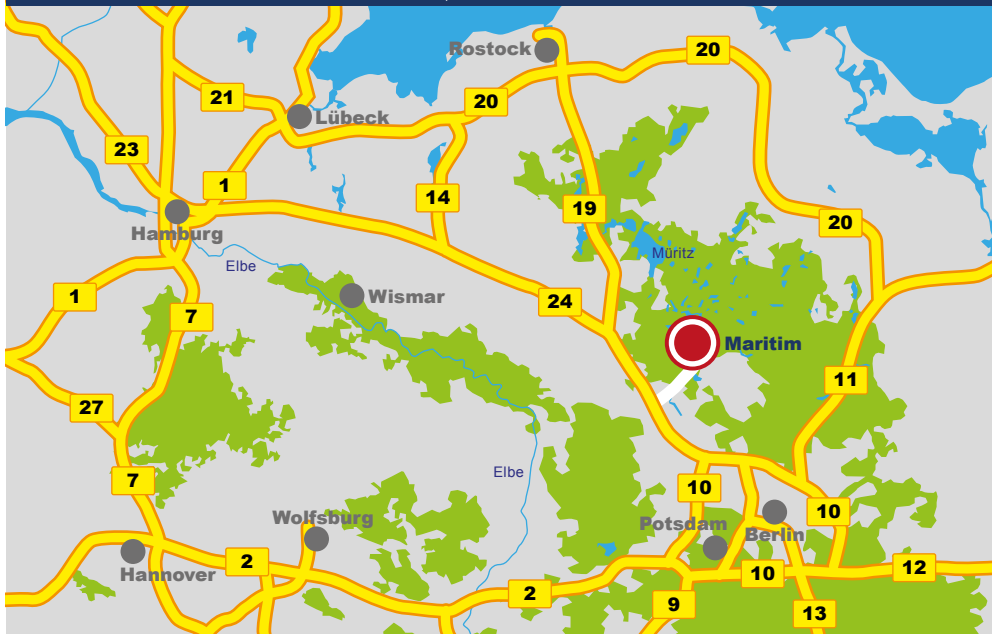 Rostock
20
21
20
Lübeck
23
1
14
19
20
Hamburg
Müritz
Elbe
1
Wismar
24
7
Maritim
11
27
Elbe
7
10
10
Wolfsburg
Potsdam
Berlin
2
Hannover
12
10
2
9
13